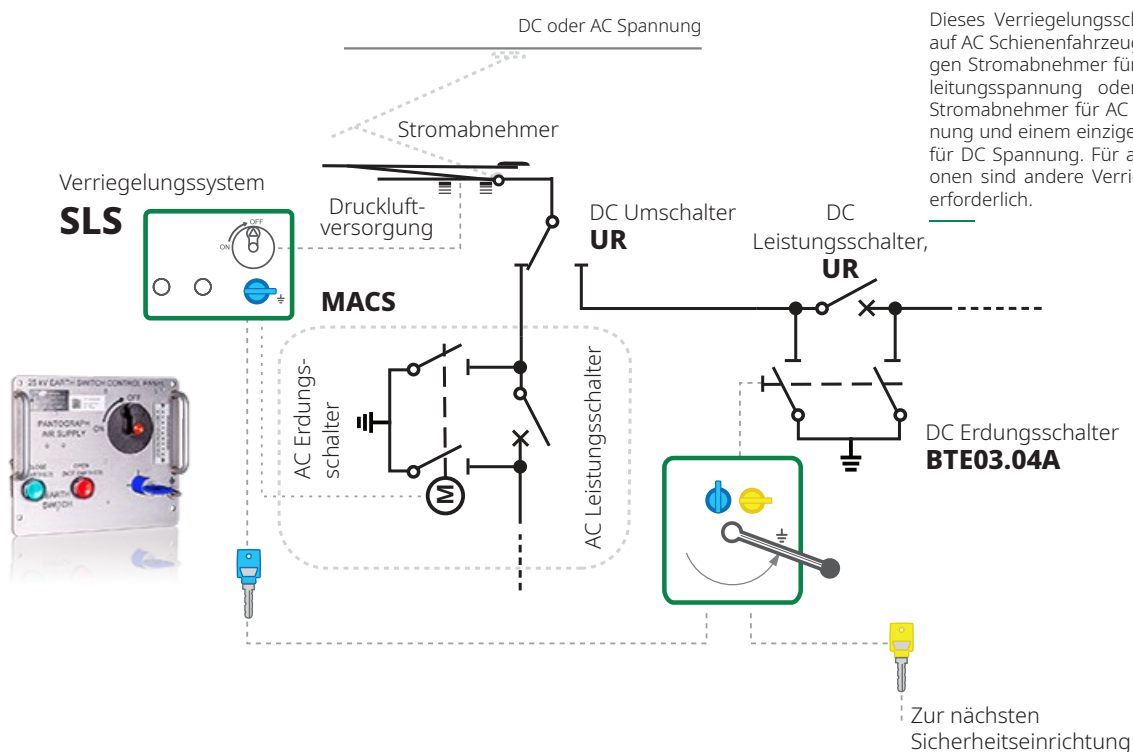 DC oder AC Spannung
Dieses Verriegelungssch
auf AC Schienenfahrzeug
gen Stromabnehmer für
leitungsspannung oder
Stromabnehmer für AC
nung und einem einzige
für DC Spannung. Für a
onen sind andere Verrie
erforderlich.
Stromabnehmer
Verriegelungssystem
SLS
OFF
ON
Druckluft-
versorgung
DC Umschalter
UR
DC
Leistungsschalter,
UR
MACS
AC Erdungs-
schalter
M
AC Leistungsschalter
DC Erdungsschalter
BTE03.04A
25 kV EARTH SWITCH CONTROL PANEL
OFF
ON
PANTOGRAPH
AIR SUPPLY
OPEN
EARTH
SWITCH
Zur nächsten
Sicherheitseinrichtung